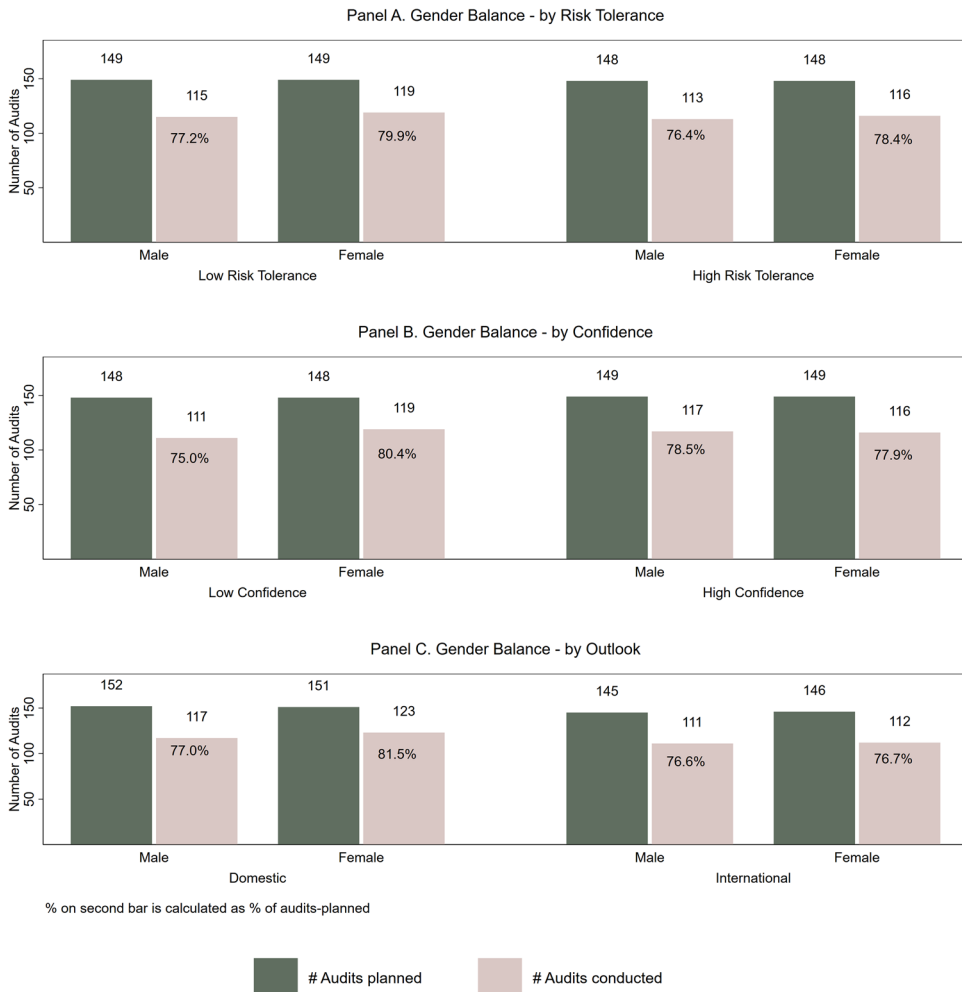 Panel A. Gender Balance - by Risk Tolerance
Number of Audits
50 100 150
149 115 149 119 148 113 148 116
77.2% 79.9% 76.4% 78.4%
Male Female Male Female
Low Risk Tolerance High Risk Tolerance
Panel B. Gender Balance - by Confidence
Number of Audits
50 100 150
148 111 148 119 149 117 149 116
75.0% 80.4% 78.5% 77.9%
Male Female Male Female
Low Confidence High Confidence
Panel C. Gender Balance - by Outlook
Number of Audits
50 100 150
152 117 151 123 145 111 146 112
77.0% 81.5% 76.6% 76.7%
Male Female Male Female
Domestic International
% on second bar is calculated as % of audits-planned
# Audits planned # Audits conducted